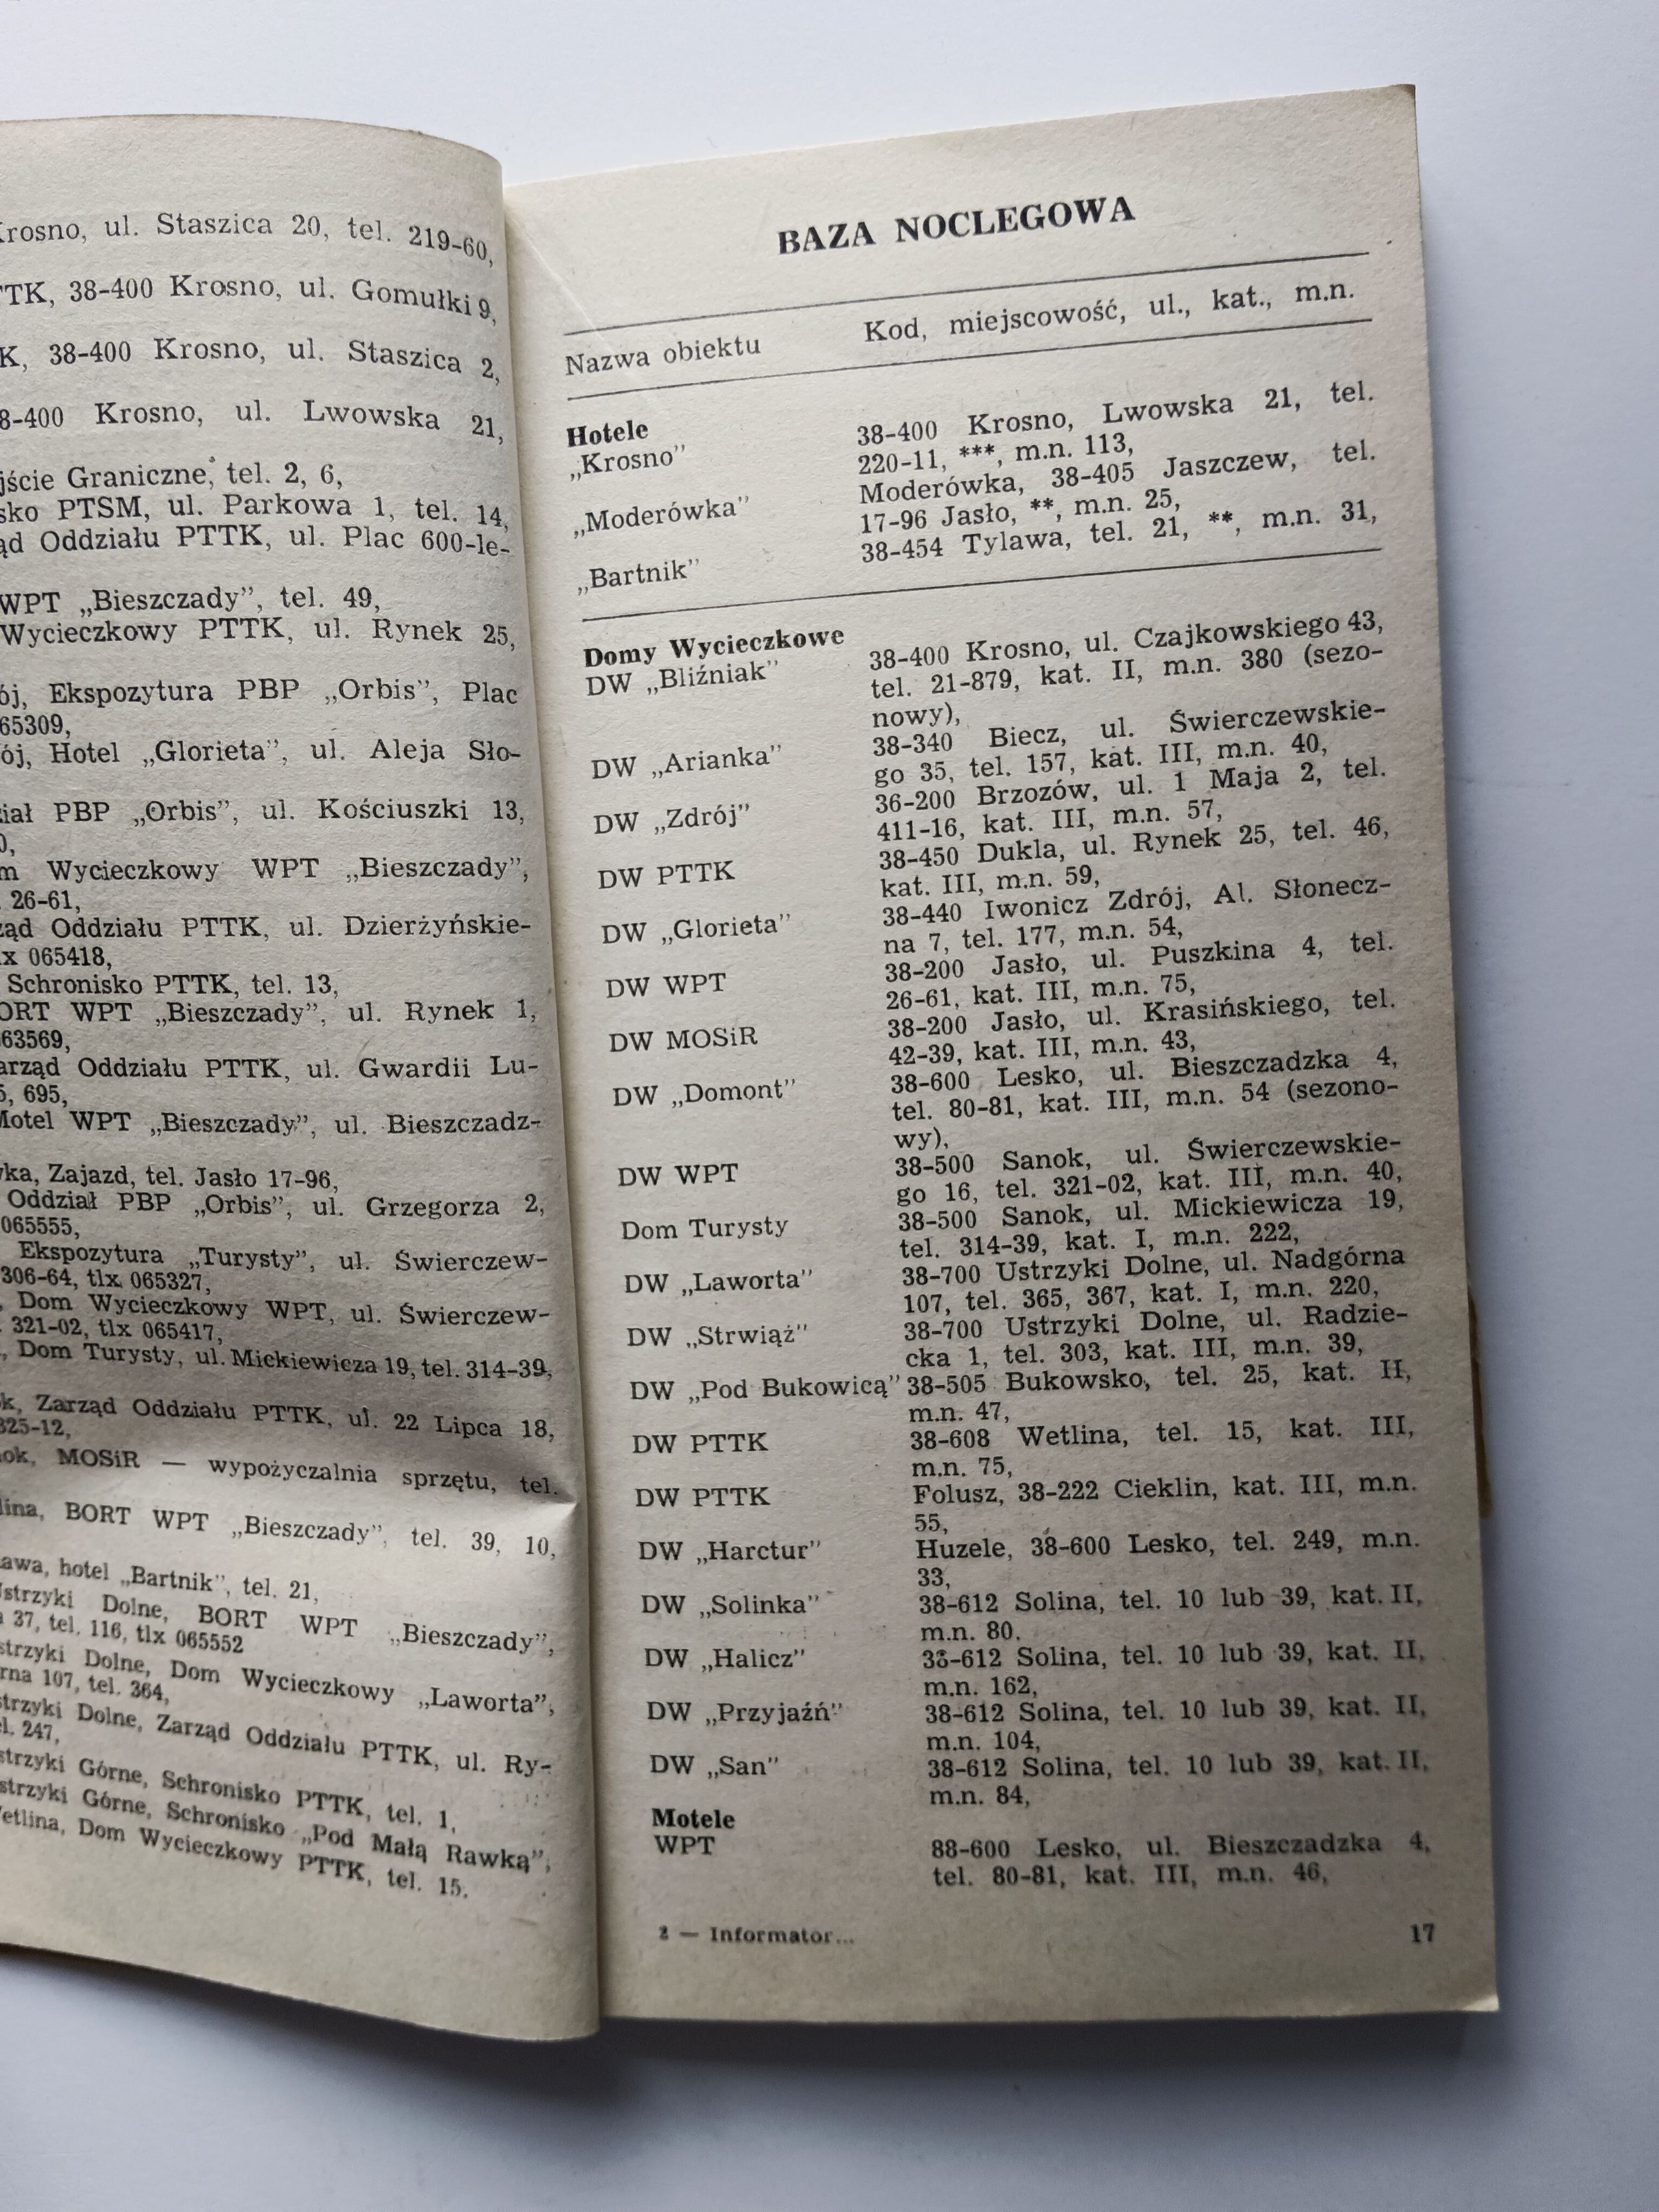 Krosno, ul. Staszica 20, tel. 219-60,
TTK, 38-400 Krosno, ul. Gomułki 9,
K, 38-400 Krosno, ul. Staszica 2,
8-400 Krosno, ul. Lwowska 21,
jście Graniczne, tel. 2, 6,
sko PTSM, ul. Parkowa 1, tel. 14,
ąd Oddziału PTTK, ul. Plac 600-le-
WPT „Bieszczady”, tel. 49,
Wycieczkowy PTTK, ul. Rynek 25,
ój, Ekspozytura PBP „Orbis”, Plac
65309,
ój, Hotel „Glorieta”, ul. Aleja Sło-
iał PBP „Orbis”, ul. Kościuszki 13,
0,
m Wycieczkowy WPT „Bieszczady”,
26-61,
ząd Oddziału PTTK, ul. Dzierżyńskie-
lx 065418,
Schronisko PTTK, tel. 13,
ORT WPT „Bieszczady”, ul. Rynek 1,
063569,
arząd Oddziału PTTK, ul. Gwardii Lu-
5, 695,
Motel WPT „Bieszczady”, ul. Bieszczadz-
wka, Zajazd, tel. Jasło 17-96,
Oddział PBP „Orbis”, ul. Grzegorza 2,
065555,
Ekspozytura „Turysty”, ul. Świerczew-
306-64, tlx 065327,
, Dom Wycieczkowy WPT, ul. Świerczew-
. 321-02, tlx 065417,
, Dom Turysty, ul. Mickiewicza 19, tel. 314-39,
k, Zarząd Oddziału PTTK, ul. 22 Lipca 18,
325-12,
ok, MOSiR — wypożyczalnia sprzętu, tel.
lina, BORT WPT „Bieszczady”, tel. 39, 10,
awa, hotel „Bartnik”, tel. 21,
Ustrzyki Dolne, BORT WPT „Bieszczady”,
a 37, tel. 116, tlx 065552
strzyki Dolne, Dom Wycieczkowy „Laworta”,
rna 107, tel. 364,
strzyki Dolne, Zarząd Oddziału PTTK, ul. Ry-
el. 247,
strzyki Górne, Schronisko PTTK, tel. 1,
strzyki Górne, Schronisko „Pod Małą Rawką”,
Wetlina, Dom Wycieczkowy PTTK, tel. 15.
BAZA NOCLEGOWA
Nazwa obiektu Kod, miejscowość, ul., kat., m.n.
Hotele
„Krosno” 38-400 Krosno, Lwowska 21, tel.
220-11, ***, m.n. 113,
„Moderówka” Moderówka, 38-405 Jaszczew, tel.
17-96 Jasło, **, m.n. 25,
„Bartnik” 38-454 Tylawa, tel. 21, **, m.n. 31,
Domy Wycieczkowe
DW „Bliźniak” 38-400 Krosno, ul. Czajkowskiego 43,
tel. 21-879, kat. II, m.n. 380 (sezo-
nowy),
DW „Arianka” 38-340 Biecz, ul. Świerczewskie-
go 35, tel. 157, kat. III, m.n. 40,
DW „Zdrój” 36-200 Brzozów, ul. 1 Maja 2, tel.
411-16, kat. III, m.n. 57,
DW PTTK 38-450 Dukla, ul. Rynek 25, tel. 46,
kat. III, m.n. 59,
DW „Glorieta” 38-440 Iwonicz Zdrój, Al. Słonecz-
na 7, tel. 177, m.n. 54,
DW WPT 38-200 Jasło, ul. Puszkina 4, tel.
26-61, kat. III, m.n. 75,
DW MOSiR 38-200 Jasło, ul. Krasińskiego, tel.
42-39, kat. III, m.n. 43,
DW „Domont” 38-600 Lesko, ul. Bieszczadzka 4,
tel. 80-81, kat. III, m.n. 54 (sezono-
wy),
DW WPT 38-500 Sanok, ul. Świerczewskie-
go 16, tel. 321-02, kat. III, m.n. 40,
Dom Turysty 38-500 Sanok, ul. Mickiewicza 19,
tel. 314-39, kat. I, m.n. 222,
DW „Laworta” 38-700 Ustrzyki Dolne, ul. Nadgórna
107, tel. 365, 367, kat. I, m.n. 220,
DW „Strwiąż” 38-700 Ustrzyki Dolne, ul. Radzie-
cka 1, tel. 303, kat. III, m.n. 39,
DW „Pod Bukowicą” 38-505 Bukowsko, tel. 25, kat. II,
m.n. 47,
DW PTTK 38-608 Wetlina, tel. 15, kat. III,
m.n. 75,
DW PTTK Folusz, 38-222 Cieklin, kat. III, m.n.
55,
DW „Harctur” Huzele, 38-600 Lesko, tel. 249, m.n.
33,
DW „Solinka” 38-612 Solina, tel. 10 lub 39, kat. II,
m.n. 80,
DW „Halicz” 38-612 Solina, tel. 10 lub 39, kat. II,
m.n. 162,
DW „Przyjaźń” 38-612 Solina, tel. 10 lub 39, kat. II,
m.n. 104,
DW „San” 38-612 Solina, tel. 10 lub 39, kat. II,
m.n. 84,
Motele
WPT 88-600 Lesko, ul. Bieszczadzka 4,
tel. 80-81, kat. III, m.n. 46,
2 — Informator... 17